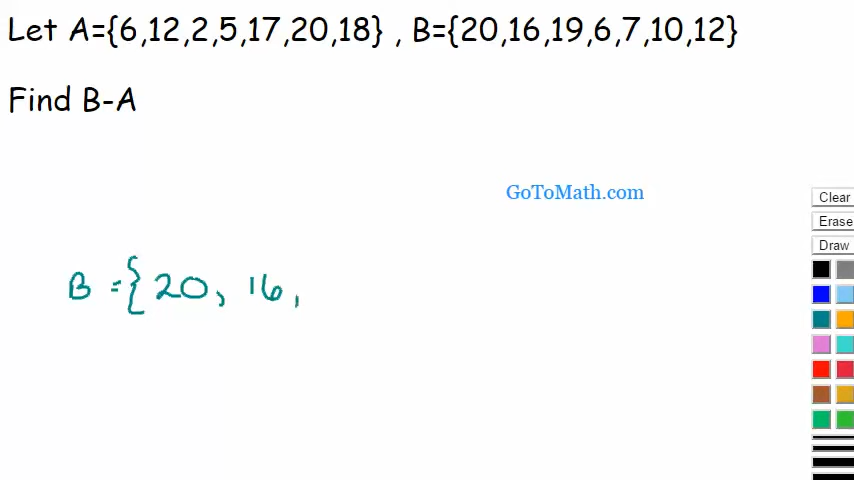 Let A={6,12,2,5,17,20,18} , B={20,16,19,6,7,10,12}
Find B-A
GoToMath.com
Clear
Erase
Draw
B ={20, 16,